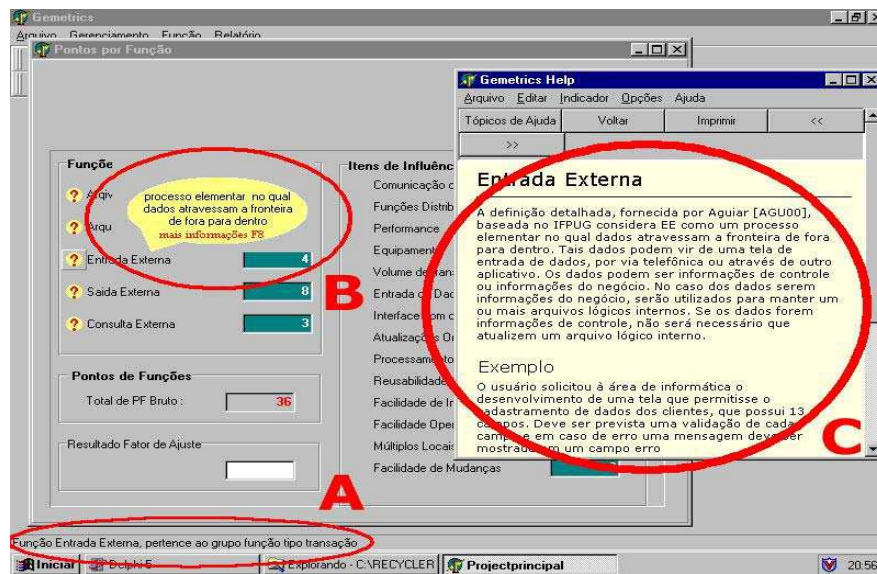 Gemetrics
Arquivo Gerenciamento Função Relatório
Pontos por Função
Funçõe
processo elementar no qual
dados atravessam a fronteira
de fora para dentro
mais informações F8
Arqu
Entrada Externa 4
Saida Externa 8
Consulta Externa 3
Pontos de Funções
Total de PF Bruto : 36
Resultado Fator de Ajuste
Itens de Influênc
Comunicação
Funções Distrib
Performance
Equipament
Volume de
Entrada
Interface
Atualizações
Processamento
Reusabilidade
Facilidade de
Facilidade Oper
Múltiplos Locais
Facilidade de Mudanças
A
B
Gemetrics Help
Arquivo Editar Indicador Opções Ajuda
Tópicos de Ajuda Voltar Imprimir <<
>>
Entrada Externa
A definição detalhada, fornecida por Aguiar [AGU00],
baseada no IFPUG considera EE como um processo
elementar no qual dados atravessam a fronteira de fora
para dentro. Tais dados podem vir de uma tela de
entrada de dados, por via telefônica ou através de outro
aplicativo. Os dados podem ser informações de controle
ou informações do negócio. No caso dos dados serem
informações do negócio, serão utilizados para manter um
ou mais arquivos lógicos internos. Se os dados forem
informações de controle, não será necessário que
atualizem um arquivo lógico interno.
Exemplo
O usuário solicitou à área de informática o
desenvolvimento de uma tela que permitisse o
cadastramento de dados dos clientes, que possui 13
campos. Deve ser prevista uma validação de cada
campo e em caso de erro uma mensagem deve ser
mostrada em um campo erro
C
Função Entrada Externa, pertence ao grupo função tipo transação
Iniciar Delphi 5 Explorando - C:\RECYCLER Projectprincipal 20:56